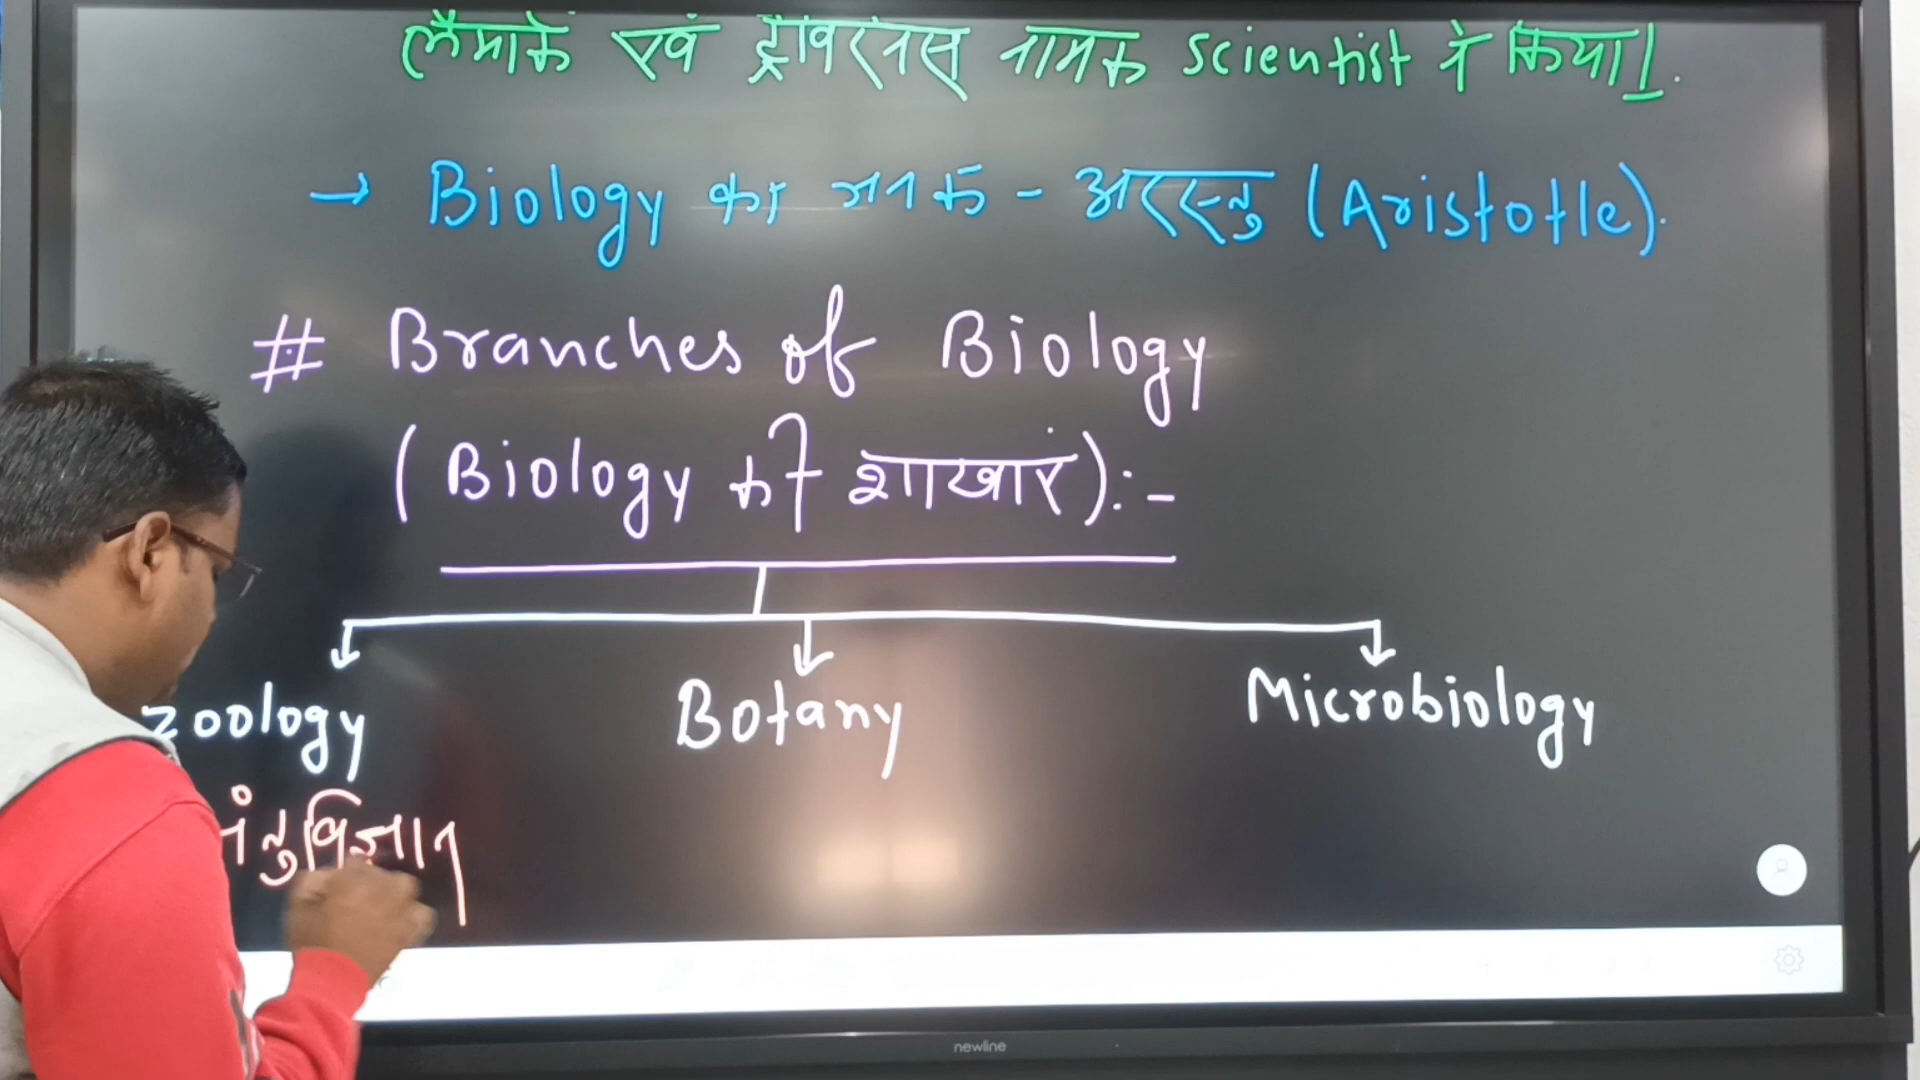 लैमार्क एवं ट्रेविरेनस नामक Scientist ने किया।.
→ Biology का जनक - अरस्तु (Aristotle).
# Branches of Biology
(Biology की शाखाएं):-
Zoology Botany Microbiology
जंतुविज्ञान
newline